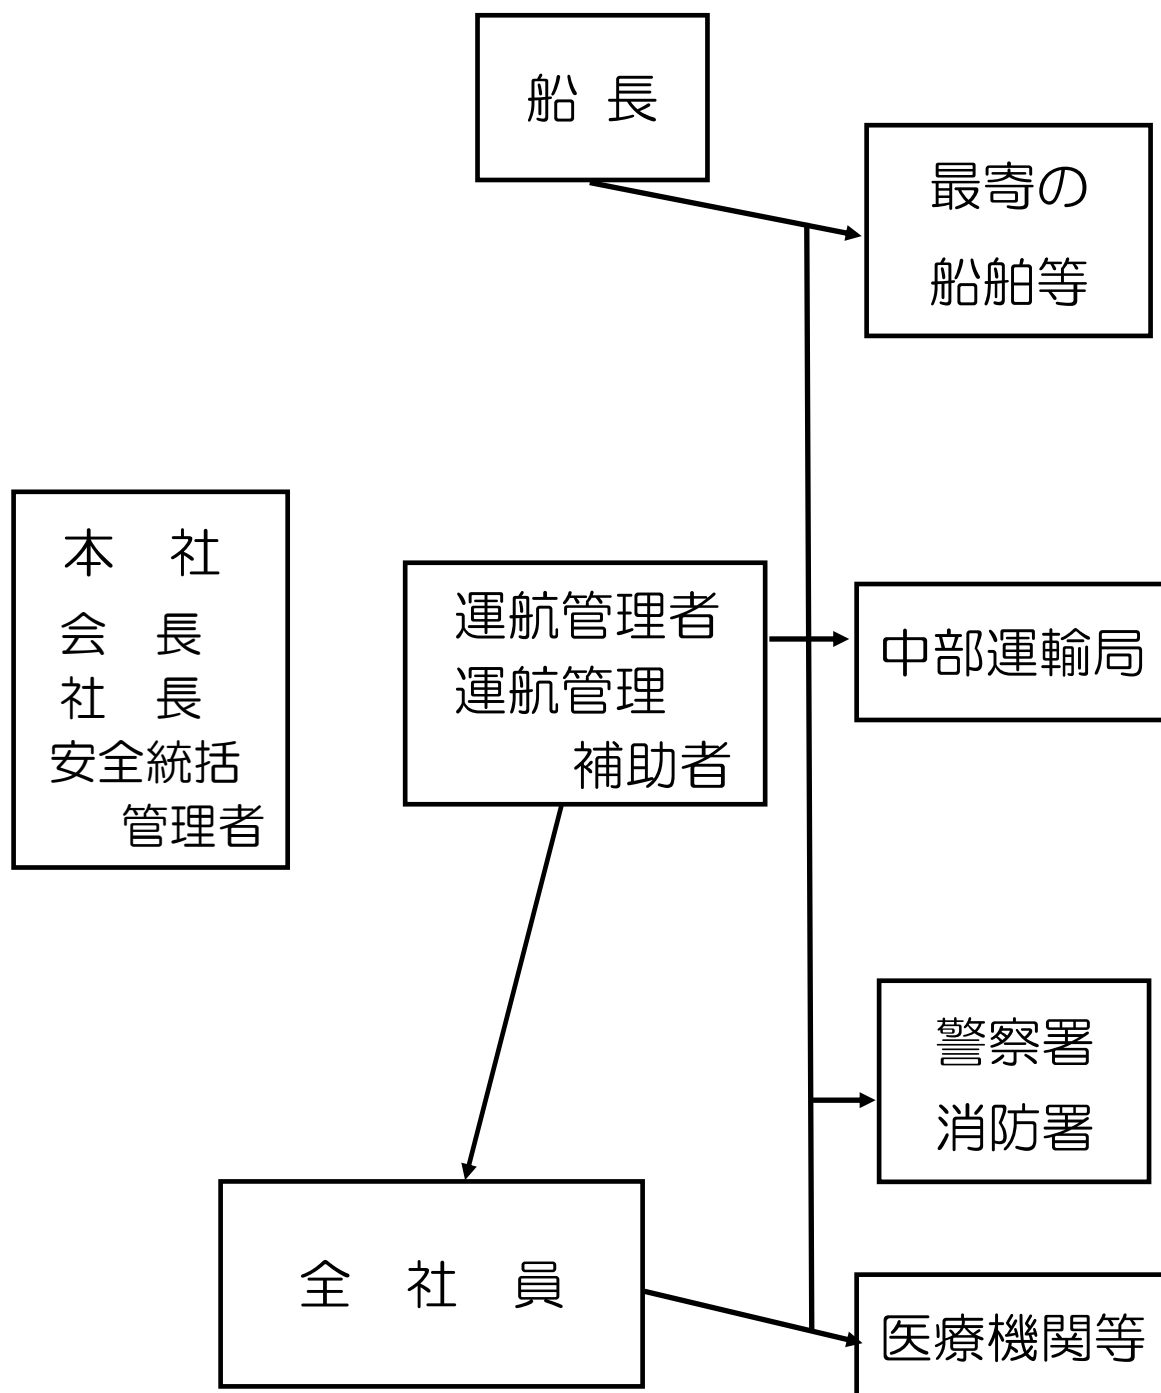 船 長
最寄の
船舶等
本 社
会 長
社 長
安全統括
管理者
運航管理者
運航管理
補助者
中部運輸局
警察署
消防署
全 社 員
医療機関等